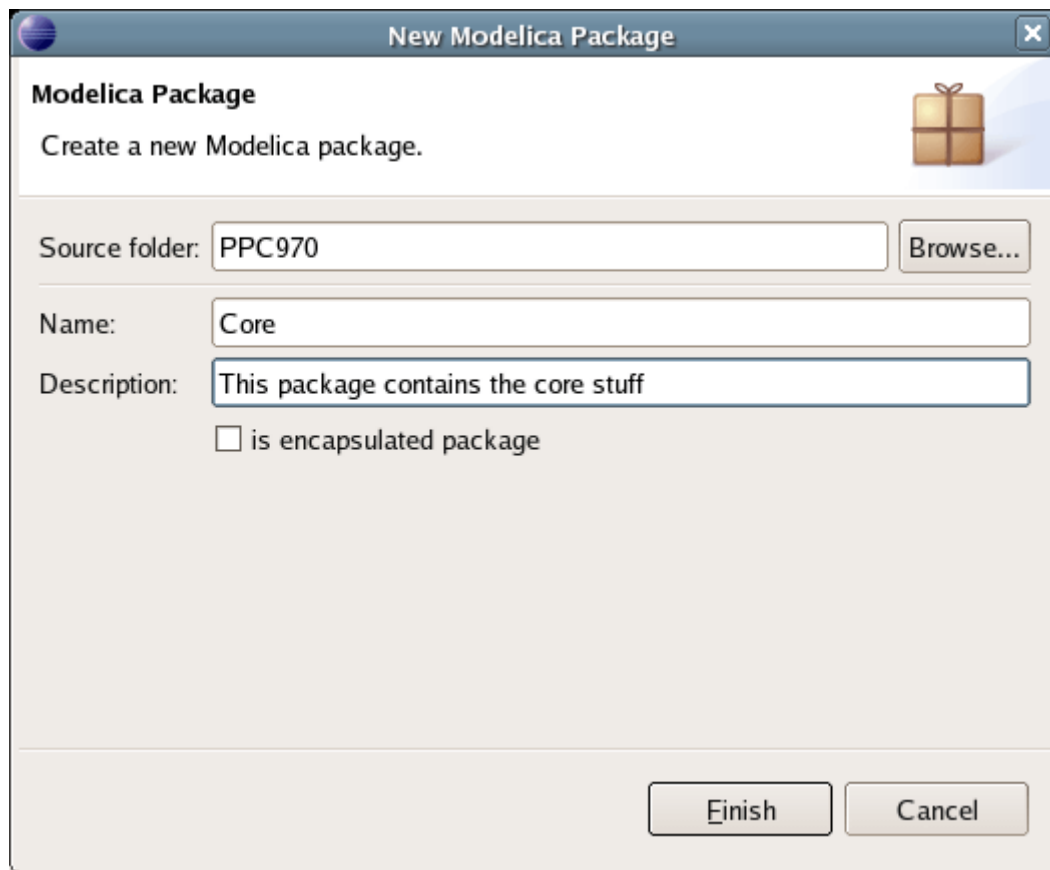 New Modelica Package
Modelica Package
Create a new Modelica package.
Source folder: PPC970 Browse...
Name: Core
Description: This package contains the core stuff
is encapsulated package
Finish Cancel